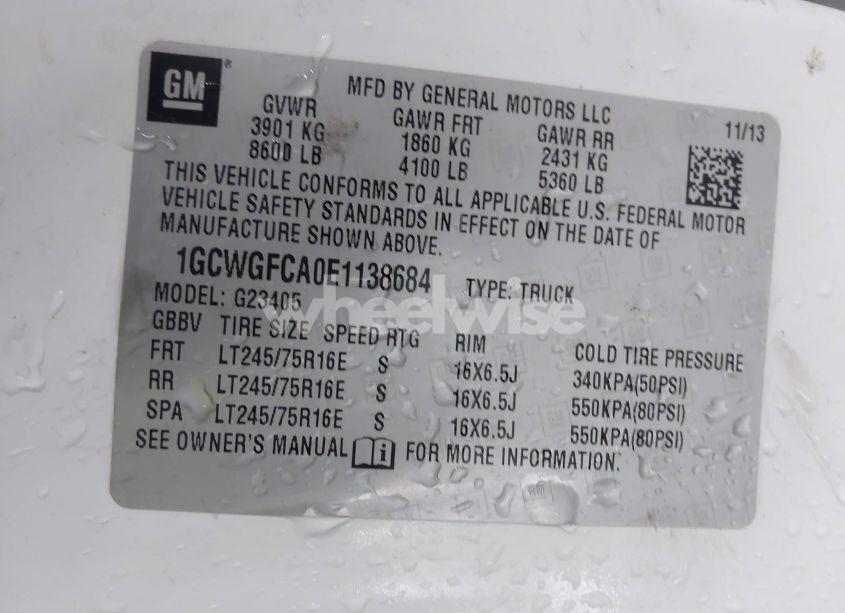 GM
MFD BY GENERAL MOTORS LLC
11/13
GVWR GAWR FRT GAWR RR
3901 KG 1860 KG 2431 KG
8600 LB 4100 LB 5360 LB
THIS VEHICLE CONFORMS TO ALL APPLICABLE U.S. FEDERAL MOTOR
VEHICLE SAFETY STANDARDS IN EFFECT ON THE DATE OF
MANUFACTURE SHOWN ABOVE.
1GCWGFCA0E1138684 TYPE: TRUCK
MODEL: G23405
wheelwise
GBBV TIRE SIZE SPEED RTG RIM COLD TIRE PRESSURE
FRT LT245/75R16E S 16X6.5J 340KPA(50PSI)
RR LT245/75R16E S 16X6.5J 550KPA(80PSI)
SPA LT245/75R16E S 16X6.5J 550KPA(80PSI)
SEE OWNER'S MANUAL i FOR MORE INFORMATION.
GM